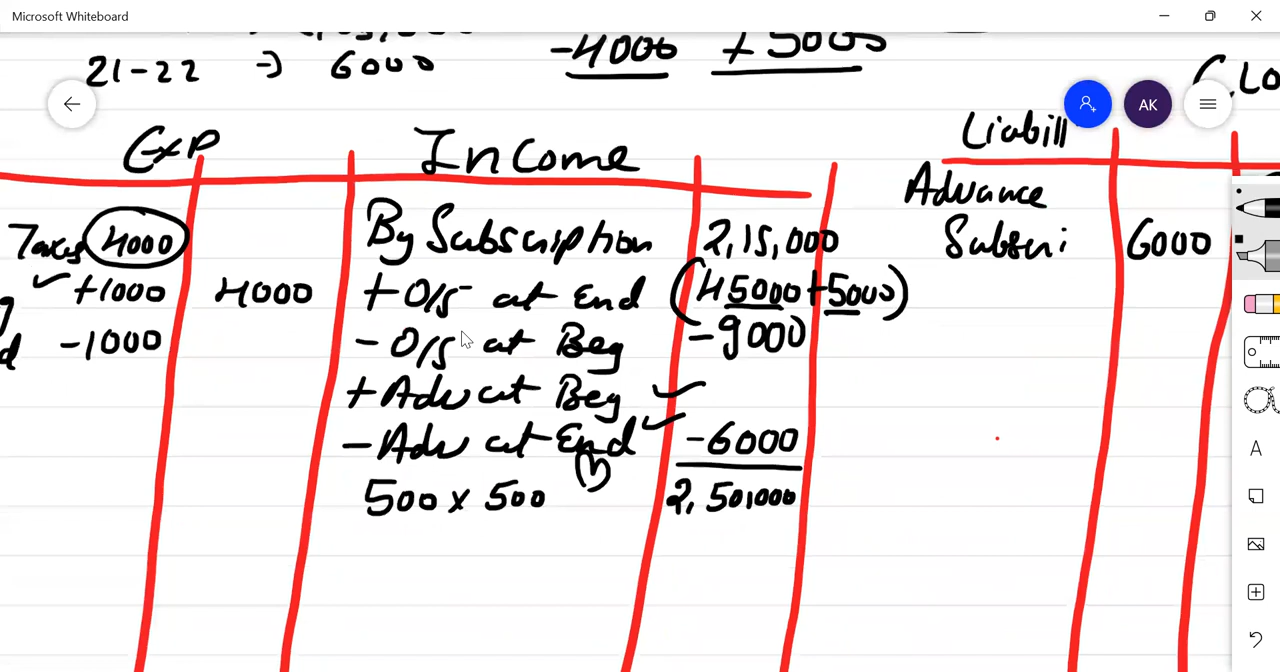 Microsoft Whiteboard
21-22 → 6000
-4000 +5000
AK
Exp
Income
Liabill
Taxes 4000
+1000 4000
-1000
By Subscription 2,15,000
+ O/S at End (45000+5000)
- O/S at Beg -9000
+ Adv at Beg ✓
- Adv at End ✓ -6000
500 x 500 2,50,000
Advance
Subscri 6000
A